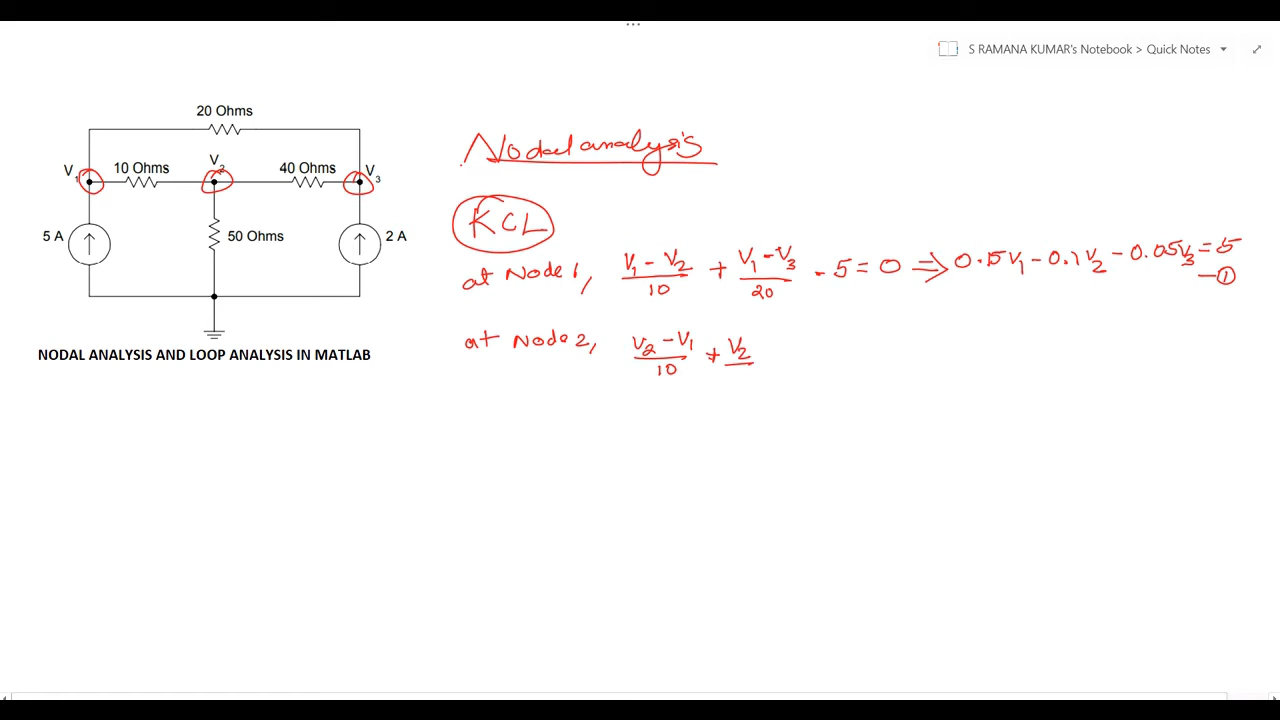 S RAMANA KUMAR's Notebook > Quick Notes
20 Ohms
V1 10 Ohms V2 40 Ohms V3
5 A 50 Ohms 2 A
NODAL ANALYSIS AND LOOP ANALYSIS IN MATLAB
Nodal analysis
KCL
at Node 1, (V1 - V2)/10 + (V1 - V3)/20 - 5 = 0 ⇒ 0.15V1 - 0.1V2 - 0.05V3 = 5
—①
at Node 2, (V2 - V1)/10 + V2/